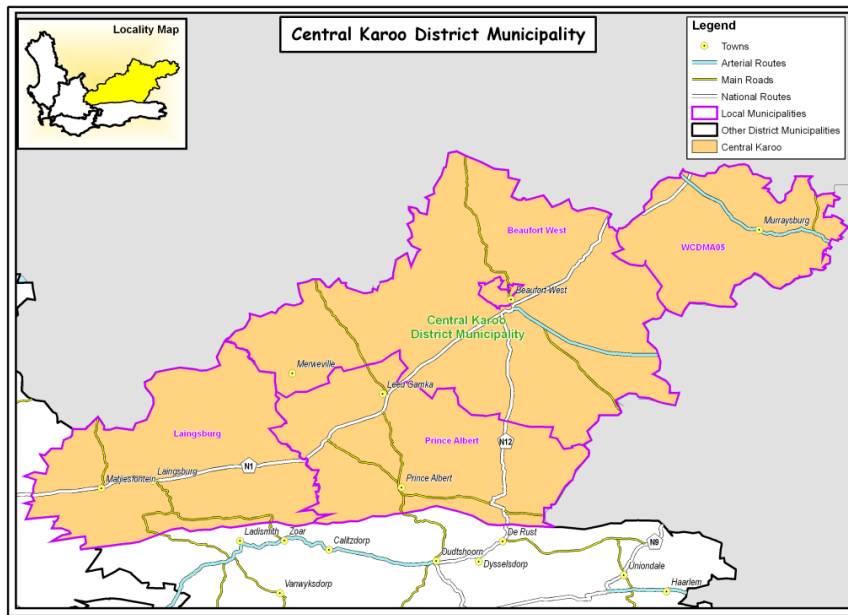 Locality Map
Central Karoo District Municipality
Legend
Towns
Arterial Routes
Main Roads
National Routes
Local Municipalities
Other District Municipalities
Central Karoo
Murraysburg
Beaufort West
WCDMA05
Beaufort West
Central Karoo
District Municipality
Merweville
Leeu Gamka
Laingsburg
Prince Albert
N12
N1
Laingsburg
Matjiesfontein
Prince Albert
Ladismith
Zoar
Calitzdorp
De Rust
Oudtshoorn
Dysselsdorp
N9
Uniondale
Vanwyksdorp
Haarlem